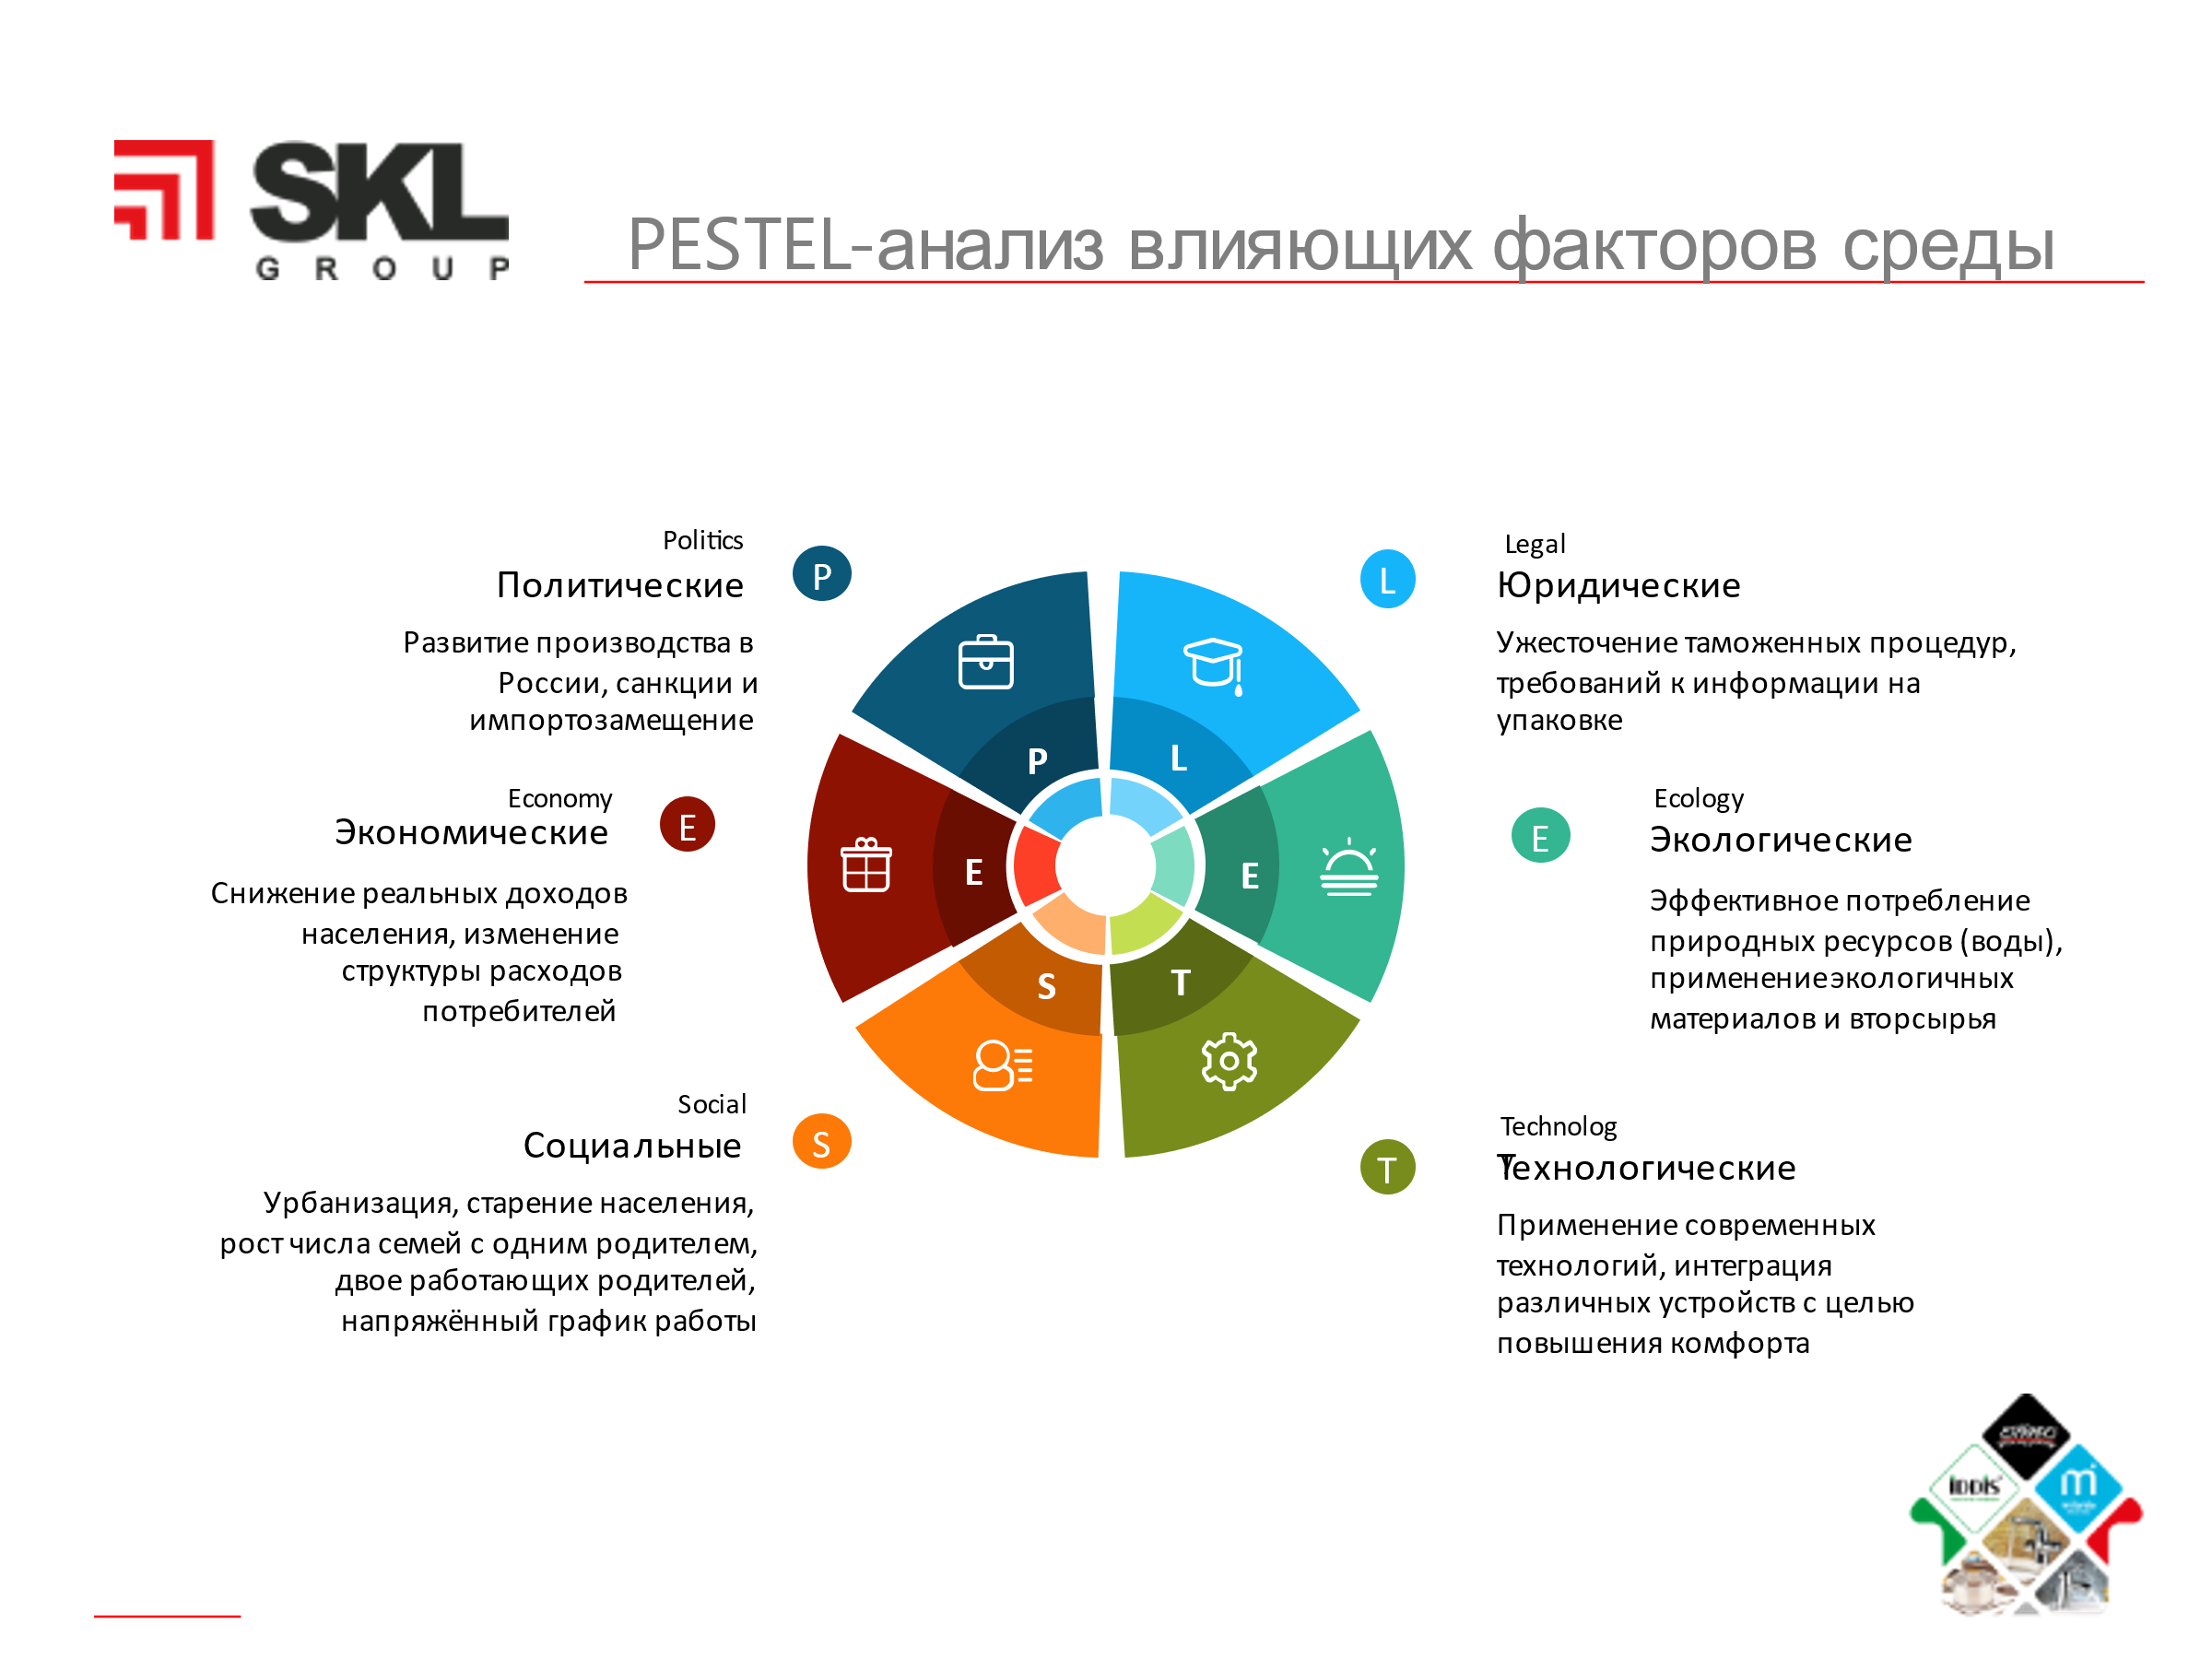 SKL
GROUP
PESTEL-анализ влияющих факторов среды
Politics
Политические
P
Развитие производства в
России, санкции и
импортозамещение
Economy
Экономические
E
Снижение реальных доходов
населения, изменение
структуры расходов
потребителей
Social
Социальные
S
Урбанизация, старение населения,
рост числа семей с одним родителем,
двое работающих родителей,
напряжённый график работы
P
L
E
E
S
T
Legal
L
Юридические
Ужесточение таможенных процедур,
требований к информации на
упаковке
Ecology
E
Экологические
Эффективное потребление
природных ресурсов (воды),
применение экологичных
материалов и вторсырья
Technolog
y
T
Технологические
Применение современных
технологий, интеграция
различных устройств с целью
повышения комфорта
IDDIS
m